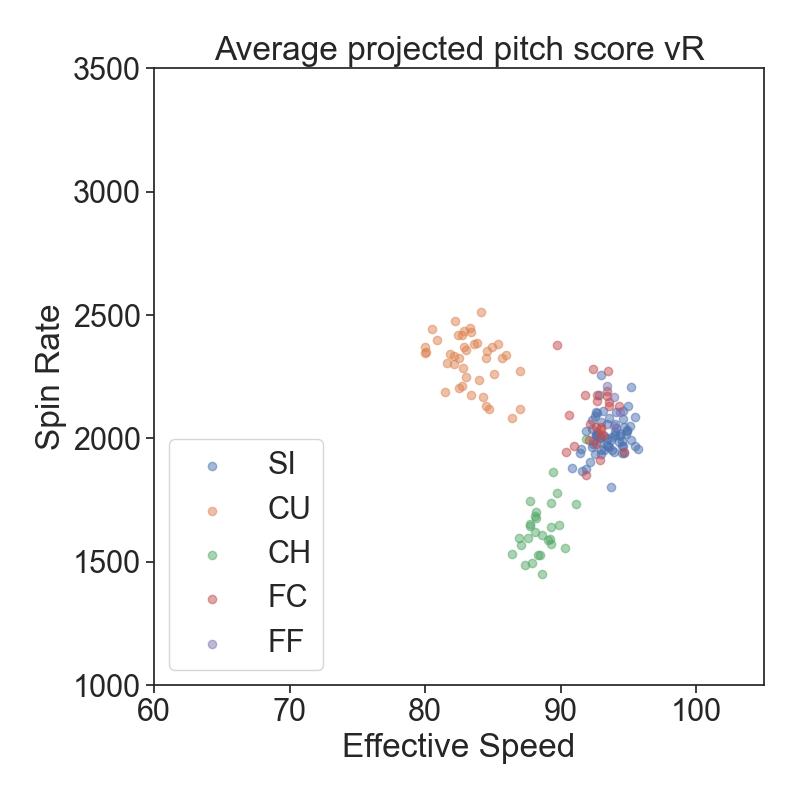 Average projected pitch score vR
3500
3000
2500
2000
1500
1000
Spin Rate
SI
CU
CH
FC
FF
60
70
80
90
100
Effective Speed